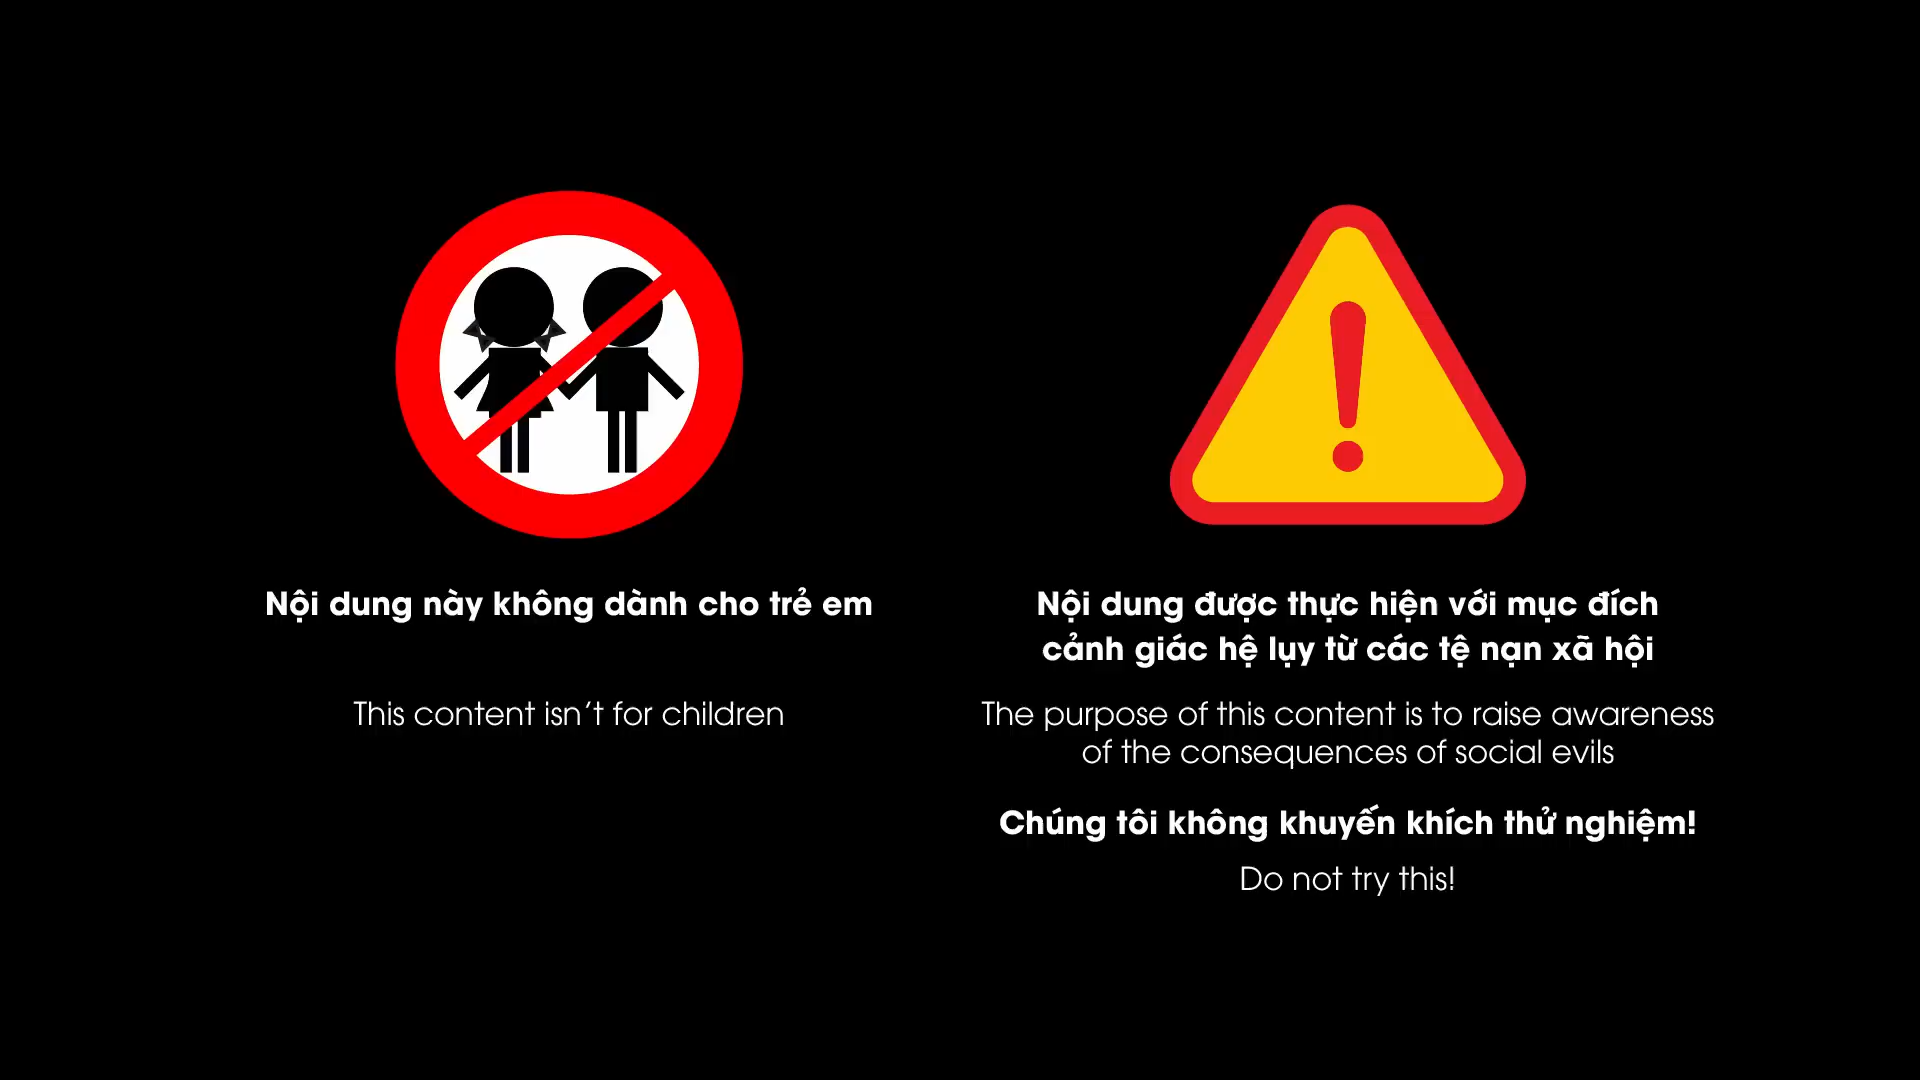 Nội dung này không dành cho trẻ em
This content isn't for children
Nội dung được thực hiện với mục đích
cảnh giác hệ lụy từ các tệ nạn xã hội
The purpose of this content is to raise awareness
of the consequences of social evils
Chúng tôi không khuyến khích thử nghiệm!
Do not try this!